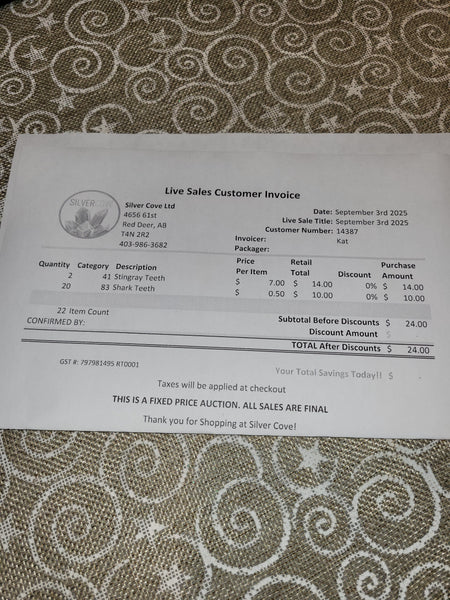 Live Sales Customer Invoice
SILVER COVE
Silver Cove Ltd
4656 61st
Red Deer, AB
T4N 2R2
403-986-3682
Date: September 3rd 2025
Live Sale Title: September 3rd 2025
Customer Number: 14387
Invoicer: Kat
Packager:
Quantity Category Description Price Per Item Retail Total Discount Purchase Amount
2 41 Stingray Teeth $ 7.00 $ 14.00 0% $ 14.00
20 83 Shark Teeth $ 0.50 $ 10.00 0% $ 10.00
22 Item Count
Subtotal Before Discounts $ 24.00
CONFIRMED BY:
Discount Amount $
TOTAL After Discounts $ 24.00
GST #: 797981495 RT0001
Your Total Savings Today!! $ -
Taxes will be applied at checkout
THIS IS A FIXED PRICE AUCTION. ALL SALES ARE FINAL
Thank you for Shopping at Silver Cove!